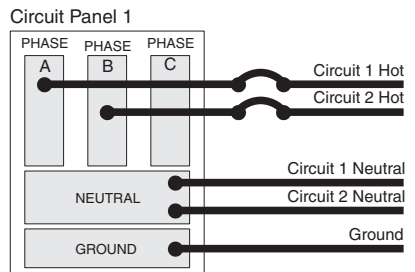 Circuit Panel 1
PHASE PHASE PHASE
A B C
Circuit 1 Hot
Circuit 2 Hot
Circuit 1 Neutral
NEUTRAL
Circuit 2 Neutral
Ground
GROUND